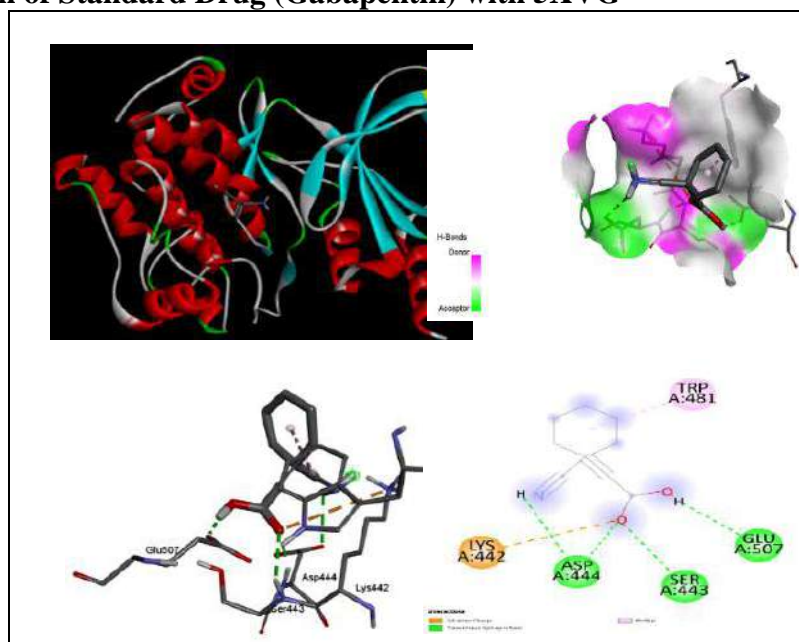 of Standard Drug (Gabapentin) with 5XVG
H-Bonds
Donor
Acceptor
TRP
A:481
H
H
N
O
O
LYS
A:442
ASP
A:444
SER
A:443
GLU
A:507
Glu507
Asp444
Lys442
Ser443